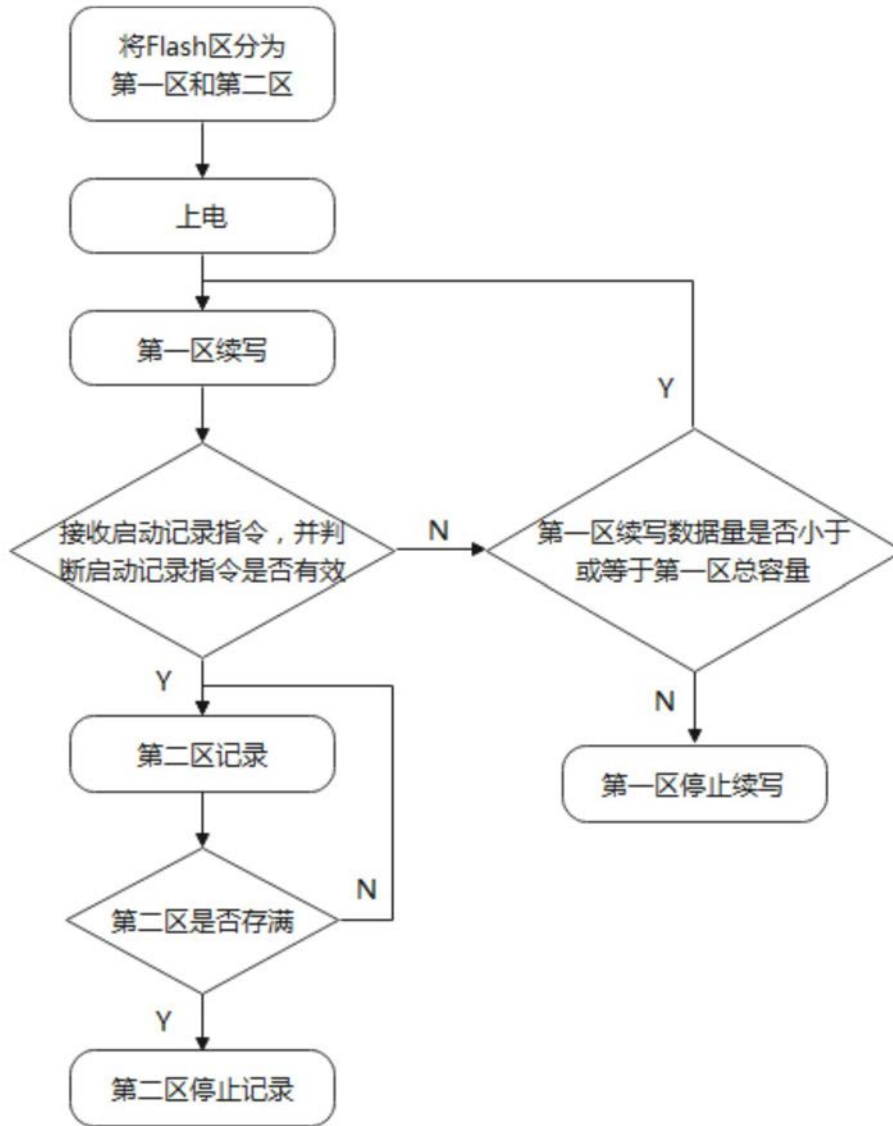 将Flash区分为
第一区和第二区
上电
第一区续写
Y
接收启动记录指令，并判
断启动记录指令是否有效
N
第一区续写数据量是否小于
或等于第一区总容量
Y
N
第二区记录
第一区停止续写
N
第二区是否存满
Y
第二区停止记录